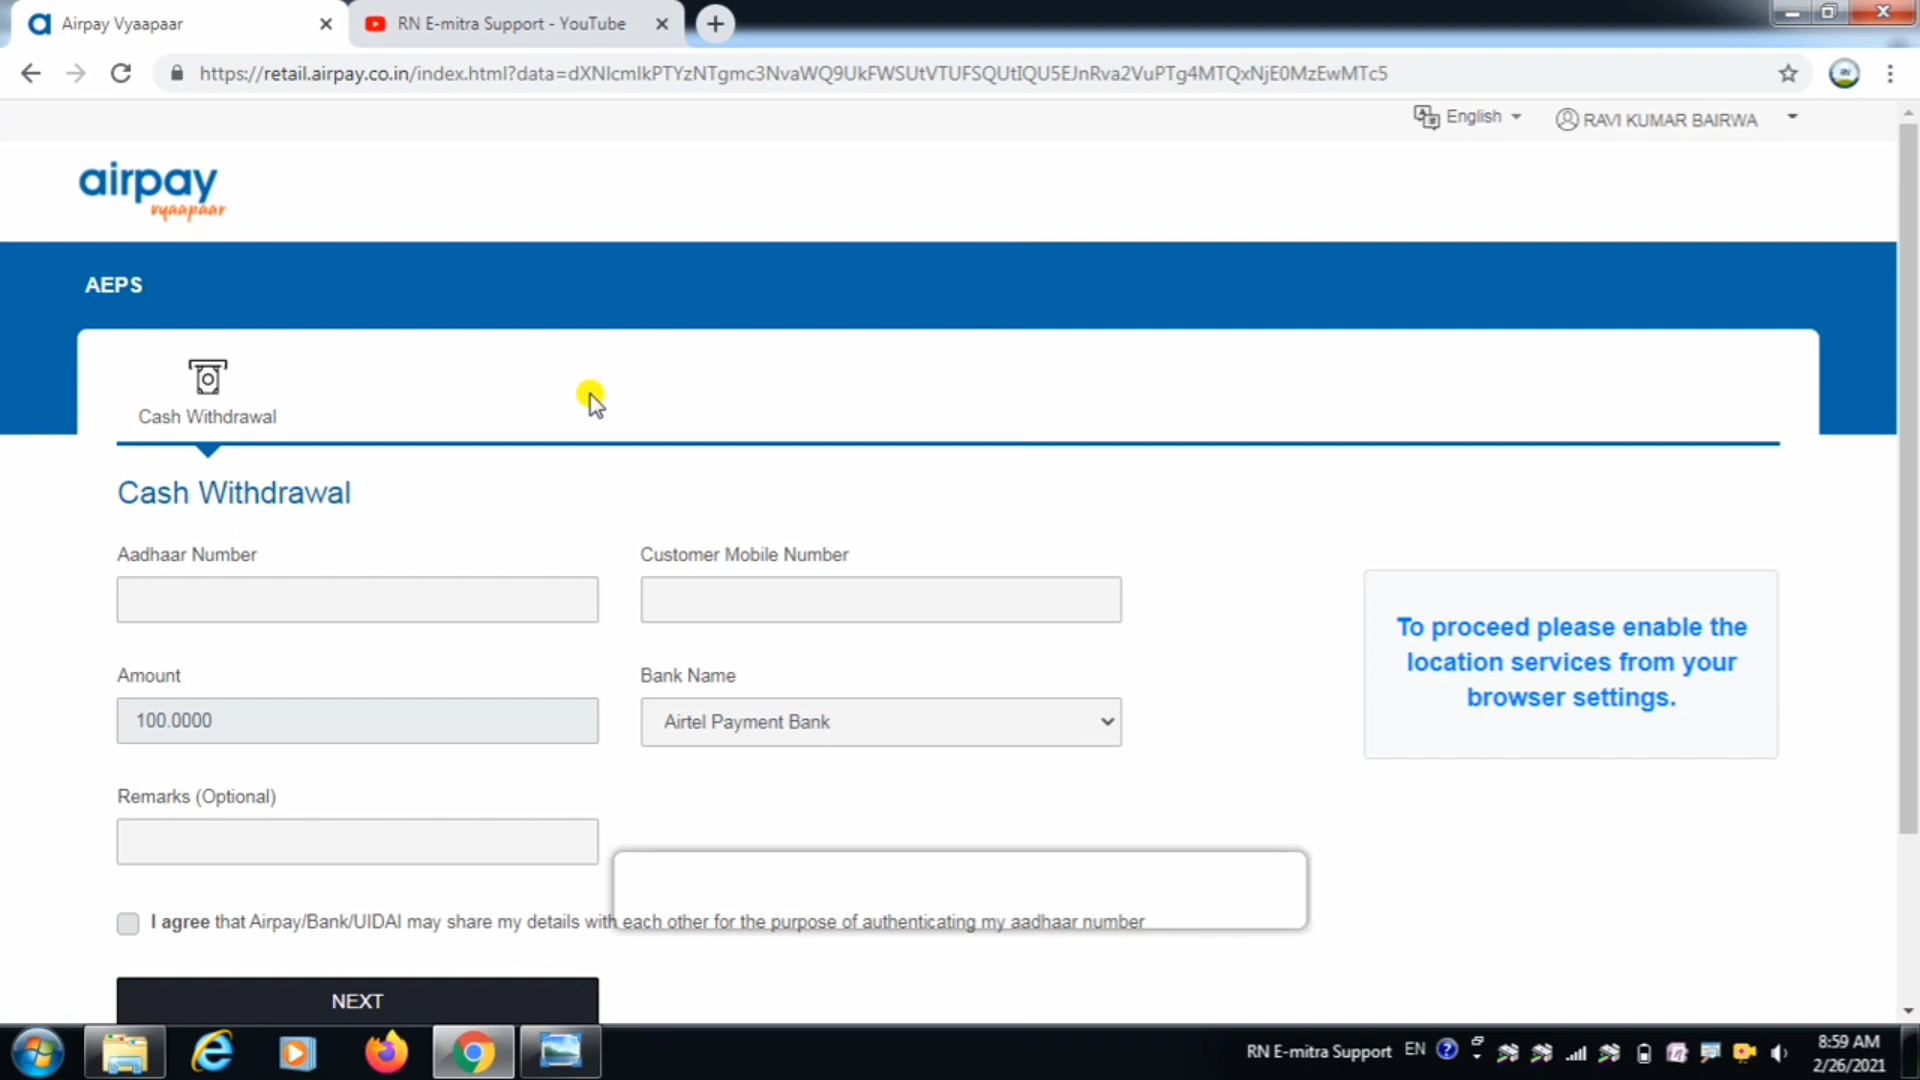 Airpay Vyaapaar
RN E-mitra Support - YouTube
https://retail.airpay.co.in/index.html?data=dXNlcmlkPTYzNTgmc3NvaWQ9UkFWSUtVTUFSQUtIQU5EJnRva2VuPTg4MTQxNjE0MzEwMTc5
English
RAVI KUMAR BAIRWA
airpay
vyaapaar
AEPS
Cash Withdrawal
Cash Withdrawal
Aadhaar Number
Customer Mobile Number
Amount
Bank Name
100.0000
Airtel Payment Bank
To proceed please enable the
location services from your
browser settings.
Remarks (Optional)
I agree that Airpay/Bank/UIDAI may share my details with each other for the purpose of authenticating my aadhaar number
NEXT
RN E-mitra Support
EN
8:59 AM
2/26/2021